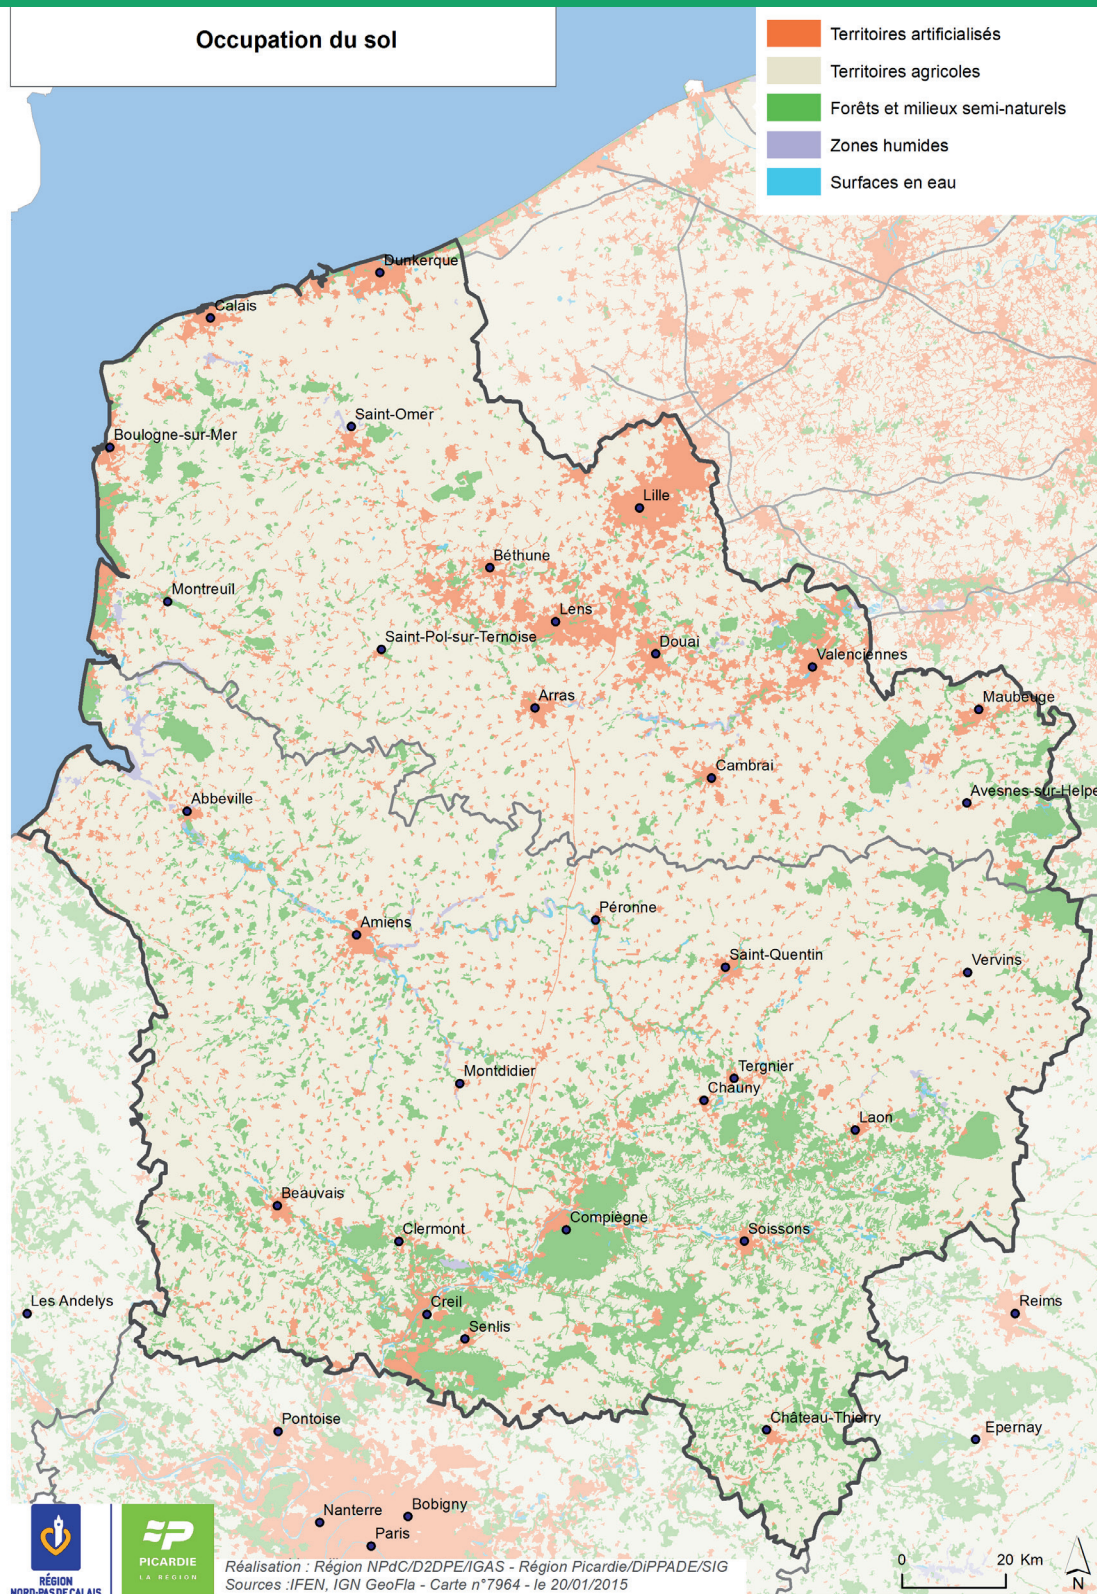 Occupation du sol
Territoires artificialisés
Territoires agricoles
Forêts et milieux semi-naturels
Zones humides
Surfaces en eau
Dunkerque
Calais
Saint-Omer
Boulogne-sur-Mer
Lille
Béthune
Montreuil
Lens
Saint-Pol-sur-Ternoise
Douai
Valenciennes
Arras
Maubeuge
Cambrai
Avesnes-sur-Helpe
Abbeville
Péronne
Amiens
Saint-Quentin
Vervins
Montdidier
Tergnier
Chauny
Laon
Beauvais
Clermont
Compiègne
Soissons
Les Andelys
Creil
Reims
Senlis
Pontoise
Château-Thierry
Epernay
Nanterre
Bobigny
Paris
PICARDIE
LA RÉGION
RÉGION
NORD-PAS DE CALAIS
Réalisation : Région NPdC/D2DPE/IGAS - Région Picardie/DiPPADE/SIG
Sources :IFEN, IGN GeoFla - Carte n°7964 - le 20/01/2015
0 20 Km
N